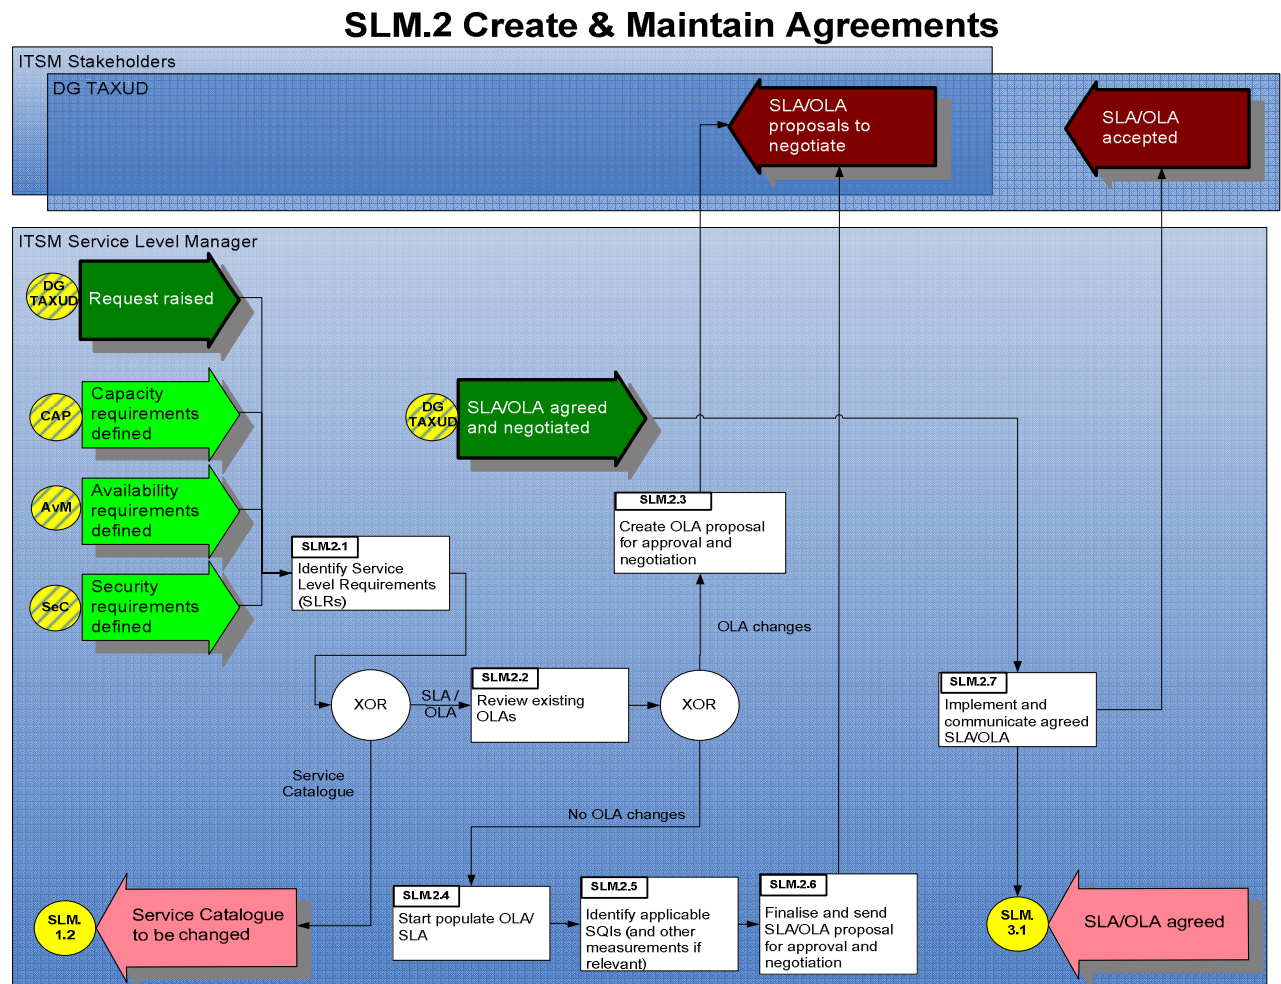 SLM.2 Create & Maintain Agreements
ITSM Stakeholders
DG TAXUD
SLA/OLA
proposals to
negotiate
SLA/OLA
accepted
ITSM Service Level Manager
DG
TAXUD
Request raised
CAP
Capacity
requirements
defined
DG
TAXUD
SLA/OLA agreed
and negotiated
AvM
Availability
requirements
defined
SLM.2.3
Create OLA proposal
for approval and
negotiation
SLM.2.1
Identify Service
Level Requirements
(SLRs)
SeC
Security
requirements
defined
OLA changes
XOR
SLA /
OLA
SLM.2.2
Review existing
OLAs
XOR
SLM.2.7
Implement and
communicate agreed
SLA/OLA
Service
Catalogue
No OLA changes
SLM.
1.2
Service Catalogue
to be changed
SLM.2.4
Start populate OLA/
SLA
SLM.2.5
Identify applicable
SQIs (and other
measurements if
relevant)
SLM.2.6
Finalise and send
SLA/OLA proposal
for approval and
negotiation
SLM.
3.1
SLA/OLA agreed